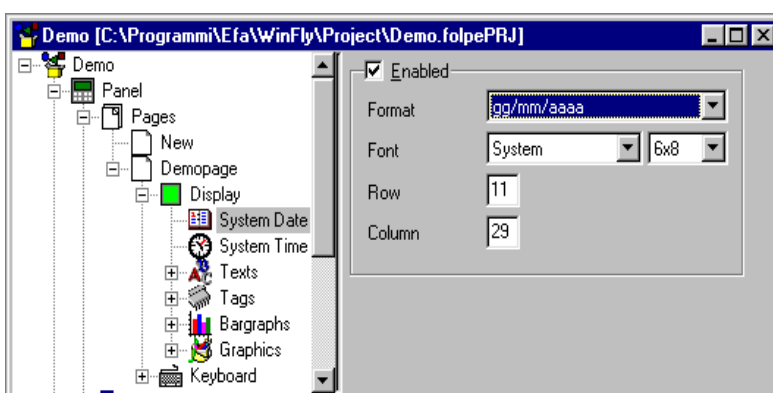 Demo [C:\Programmi\Efa\WinFly\Project\Demo.folpePRJ]
Demo
Panel
Pages
New
Demopage
Display
System Date
System Time
Texts
Tags
Bargraphs
Graphics
Keyboard
Enabled
Format gg/mm/aaaa
Font System 6x8
Row 11
Column 29